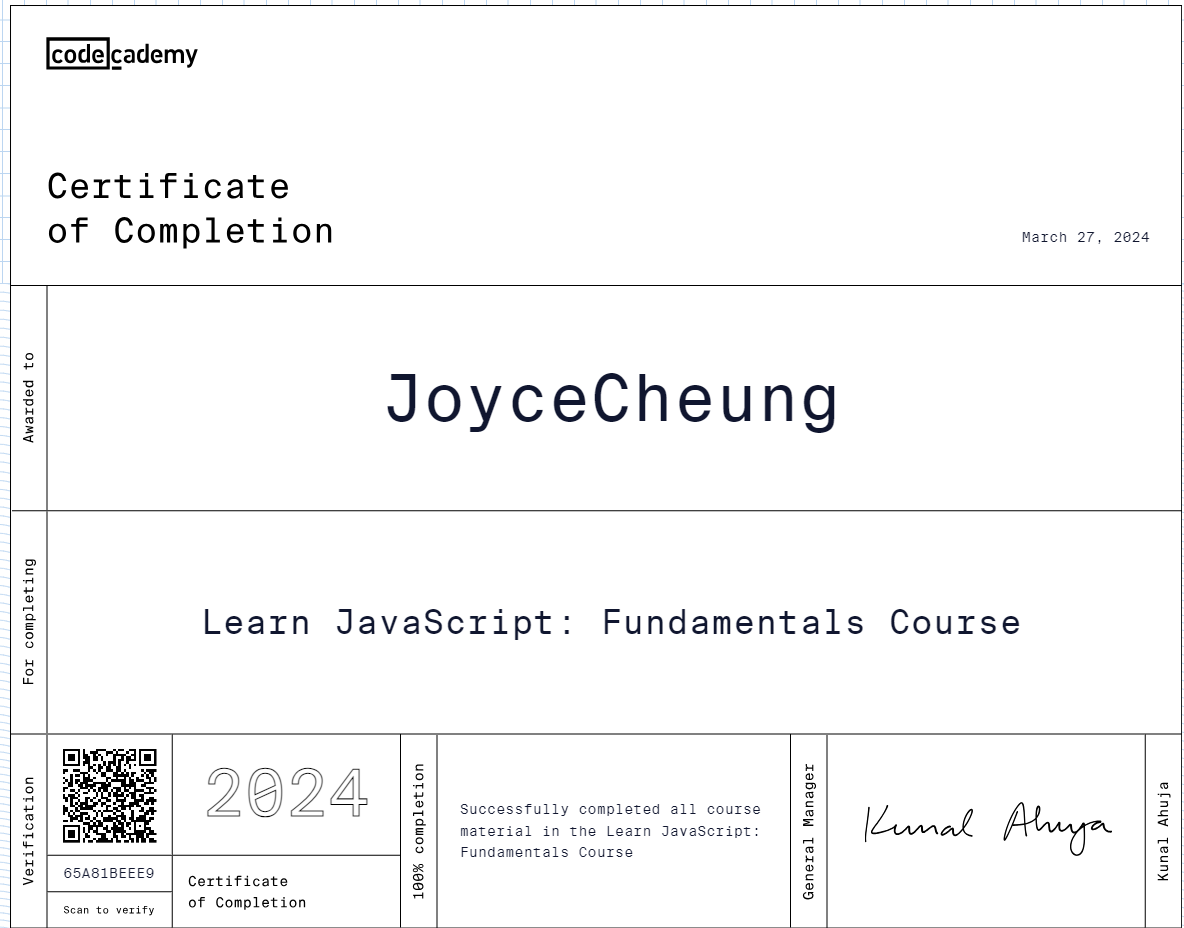 codecademy
Certificate
of Completion
March 27, 2024
Awarded to
JoyceCheung
For completing
Learn JavaScript: Fundamentals Course
Verification
65A81BEEE9
Scan to verify
2024
Certificate
of Completion
100% completion
Successfully completed all course
material in the Learn JavaScript:
Fundamentals Course
General Manager
Kunal Ahuja
Kunal Ahuja